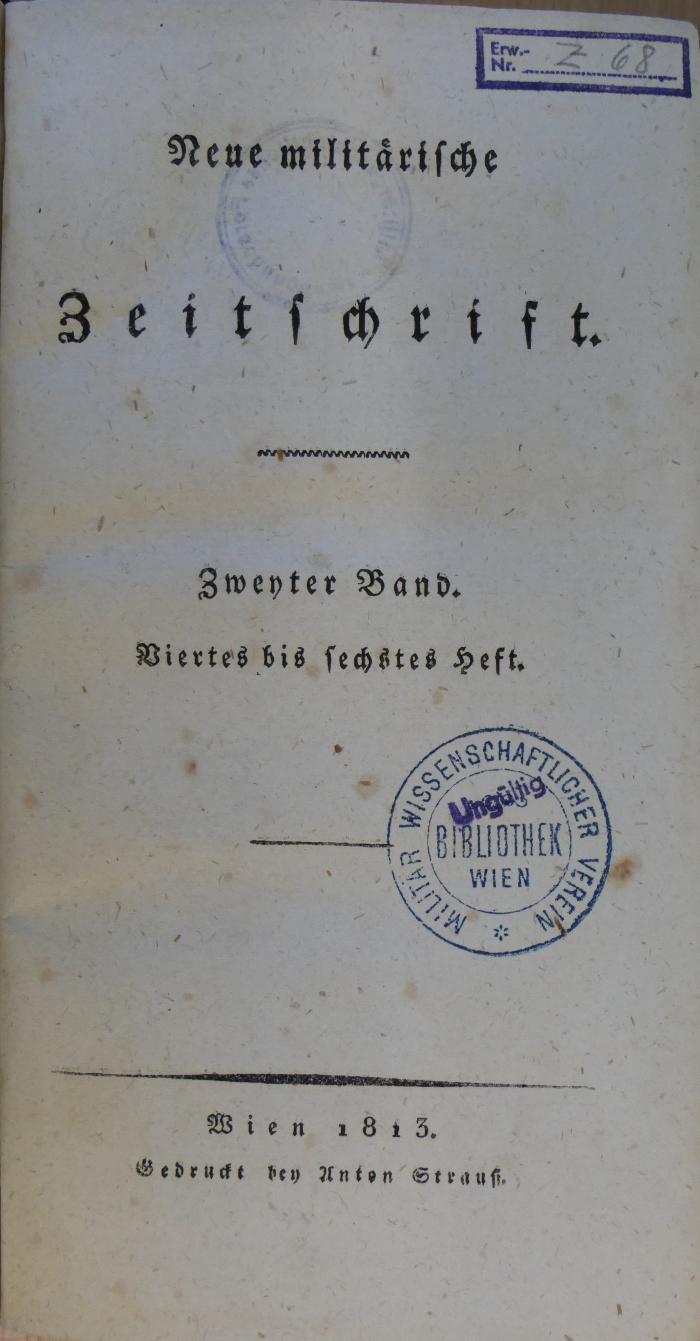 Erw.-
Nr. Z 68
Neue militärische
Zeitschrift.
Zweyter Band.
Viertes bis sechstes Heft.
MILITÄR WISSENSCHAFTLICHER VEREIN
Ungültig
BIBLIOTHEK
WIEN
Wien 1813.
Gedruckt bey Anton Strauß.